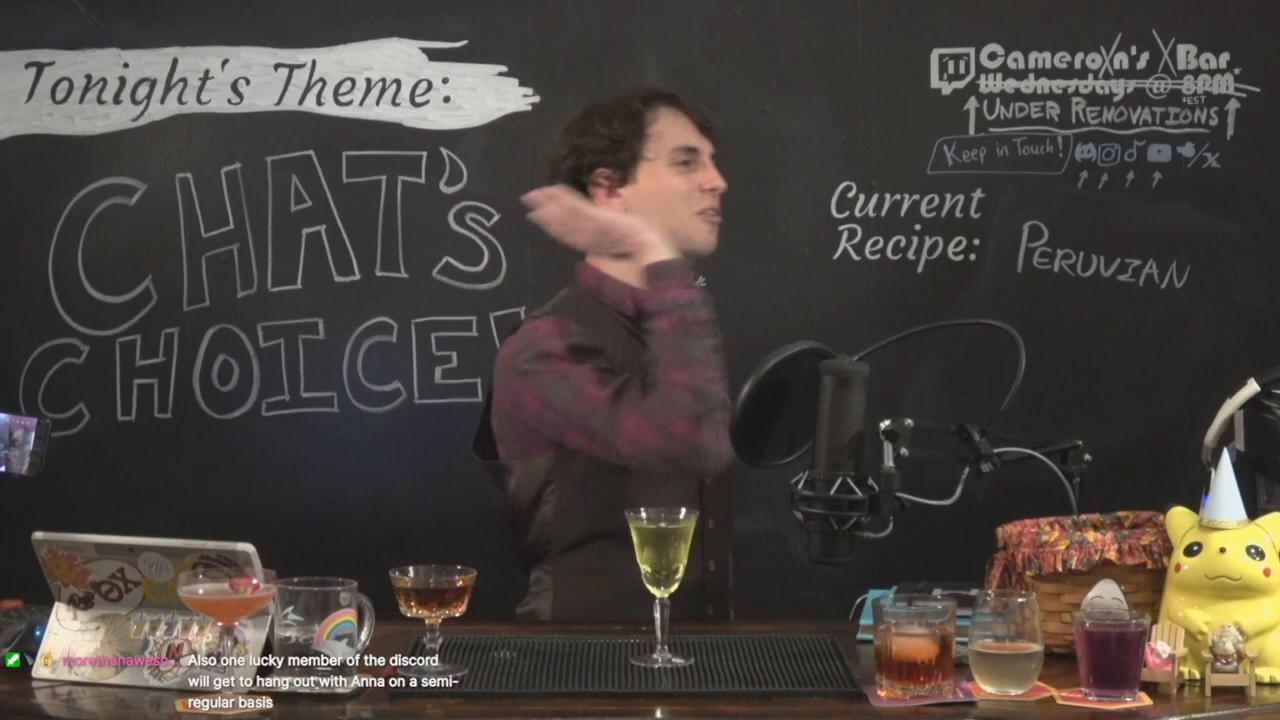 Tonight's Theme:
CHAT'S
CHOICE!
CameroXn's XBar
Wednesdays @ 8PM*
*EST
UNDER RENOVATIONS
Keep in Touch!
Current
Recipe:
PERUVIAN
morethanaweso
Also one lucky member of the discord
will get to hang out with Anna on a semi-
regular basis